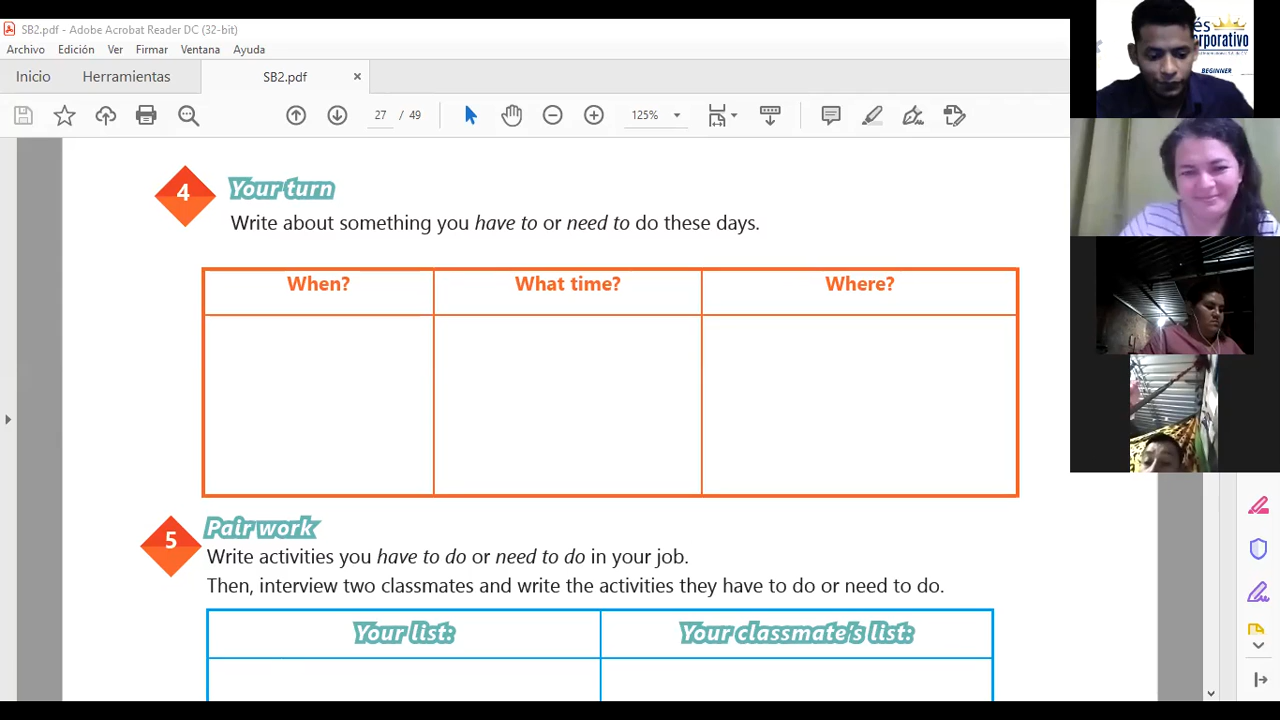 SB2.pdf - Adobe Acrobat Reader DC (32-bit)
Archivo Edición Ver Firmar Ventana Ayuda
Inicio Herramientas SB2.pdf ×
27 / 49 125%
4 Your turn
Write about something you have to or need to do these days.
When? What time? Where?
5 Pair work
Write activities you have to do or need to do in your job.
Then, interview two classmates and write the activities they have to do or need to do.
Your list: Your classmate's list:
és
rporativo
BEGINNER